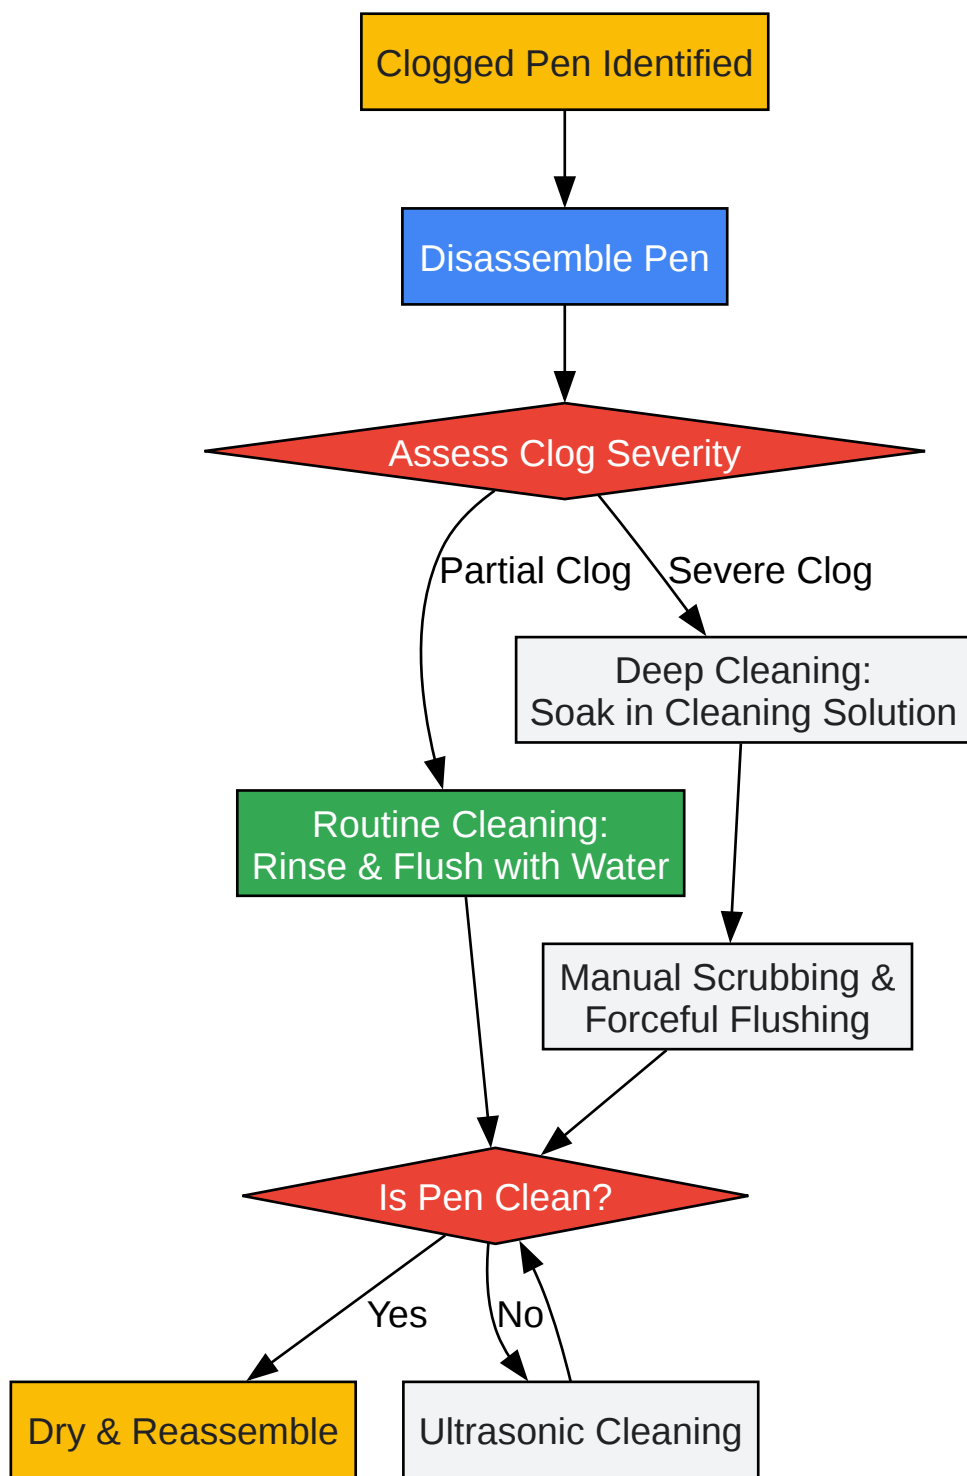 Clogged Pen Identified
Disassemble Pen
Assess Clog Severity
Partial Clog
Severe Clog
Deep Cleaning:
Soak in Cleaning Solution
Routine Cleaning:
Rinse & Flush with Water
Manual Scrubbing &
Forceful Flushing
Is Pen Clean?
Yes
No
Dry & Reassemble
Ultrasonic Cleaning